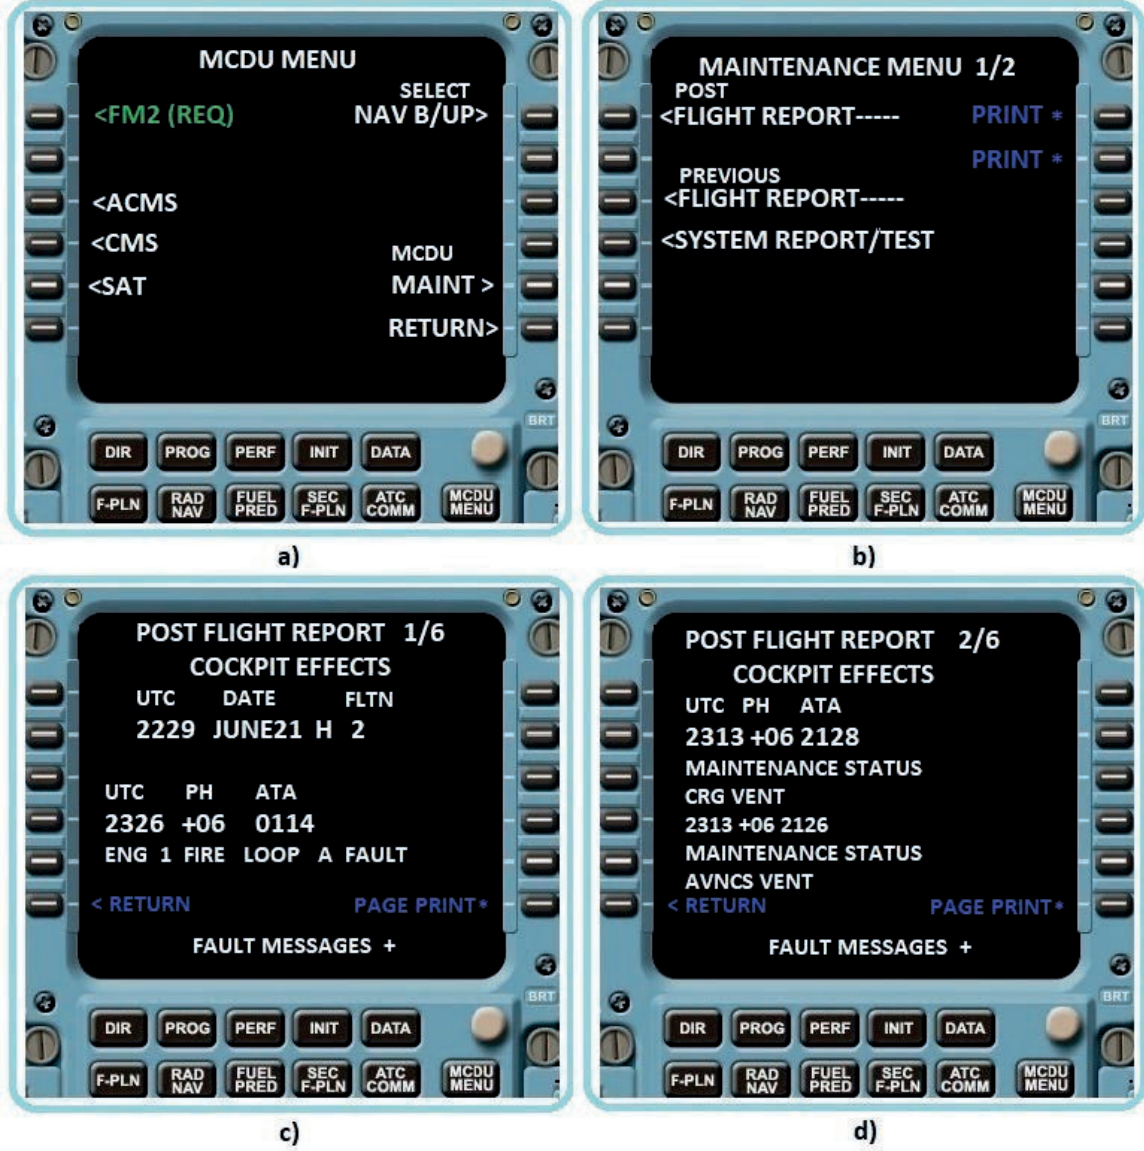 MCDU MENU
SELECT
<FM2 (REQ) NAV B/UP>
<ACMS
<CMS
MCDU
<SAT MAINT >
RETURN>
BRT
DIR PROG PERF INIT DATA
F-PLN RAD NAV FUEL PRED SEC F-PLN ATC COMM MCDU MENU
a)
MAINTENANCE MENU 1/2
POST
<FLIGHT REPORT----- PRINT *
PRINT *
PREVIOUS
<FLIGHT REPORT-----
<SYSTEM REPORT/TEST
BRT
DIR PROG PERF INIT DATA
F-PLN RAD NAV FUEL PRED SEC F-PLN ATC COMM MCDU MENU
b)
POST FLIGHT REPORT 1/6
COCKPIT EFFECTS
UTC DATE FLTN
2229 JUNE21 H 2
UTC PH ATA
2326 +06 0114
ENG 1 FIRE LOOP A FAULT
< RETURN PAGE PRINT*
FAULT MESSAGES +
BRT
DIR PROG PERF INIT DATA
F-PLN RAD NAV FUEL PRED SEC F-PLN ATC COMM MCDU MENU
c)
POST FLIGHT REPORT 2/6
COCKPIT EFFECTS
UTC PH ATA
2313 +06 2128
MAINTENANCE STATUS
CRG VENT
2313 +06 2126
MAINTENANCE STATUS
AVNCS VENT
< RETURN PAGE PRINT*
FAULT MESSAGES +
BRT
DIR PROG PERF INIT DATA
F-PLN RAD NAV FUEL PRED SEC F-PLN ATC COMM MCDU MENU
d)